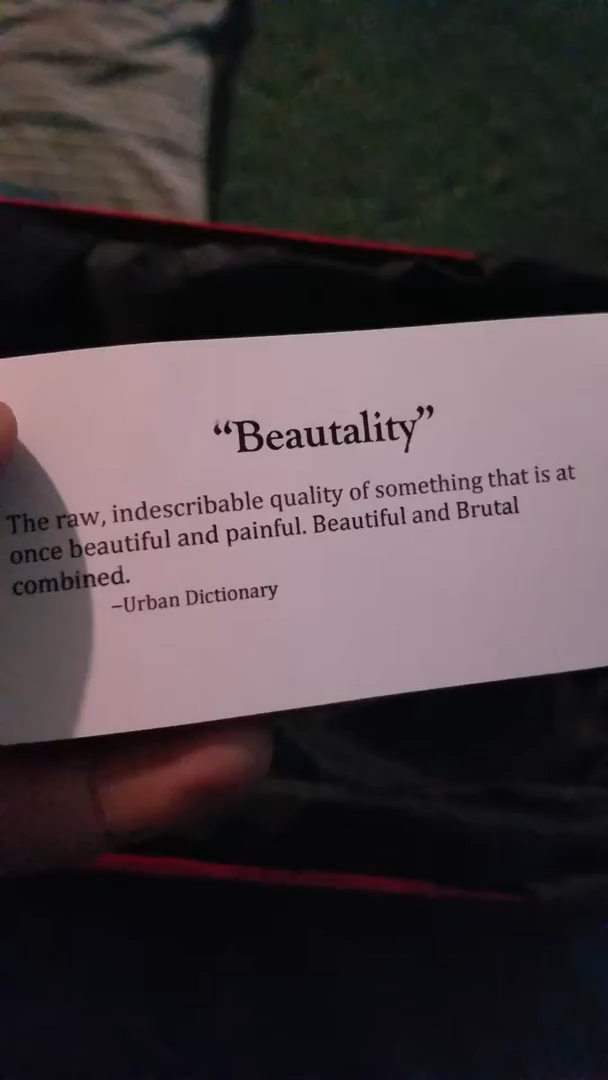 “Beautality”
The raw, indescribable quality of something that is at
once beautiful and painful. Beautiful and Brutal
combined.
–Urban Dictionary